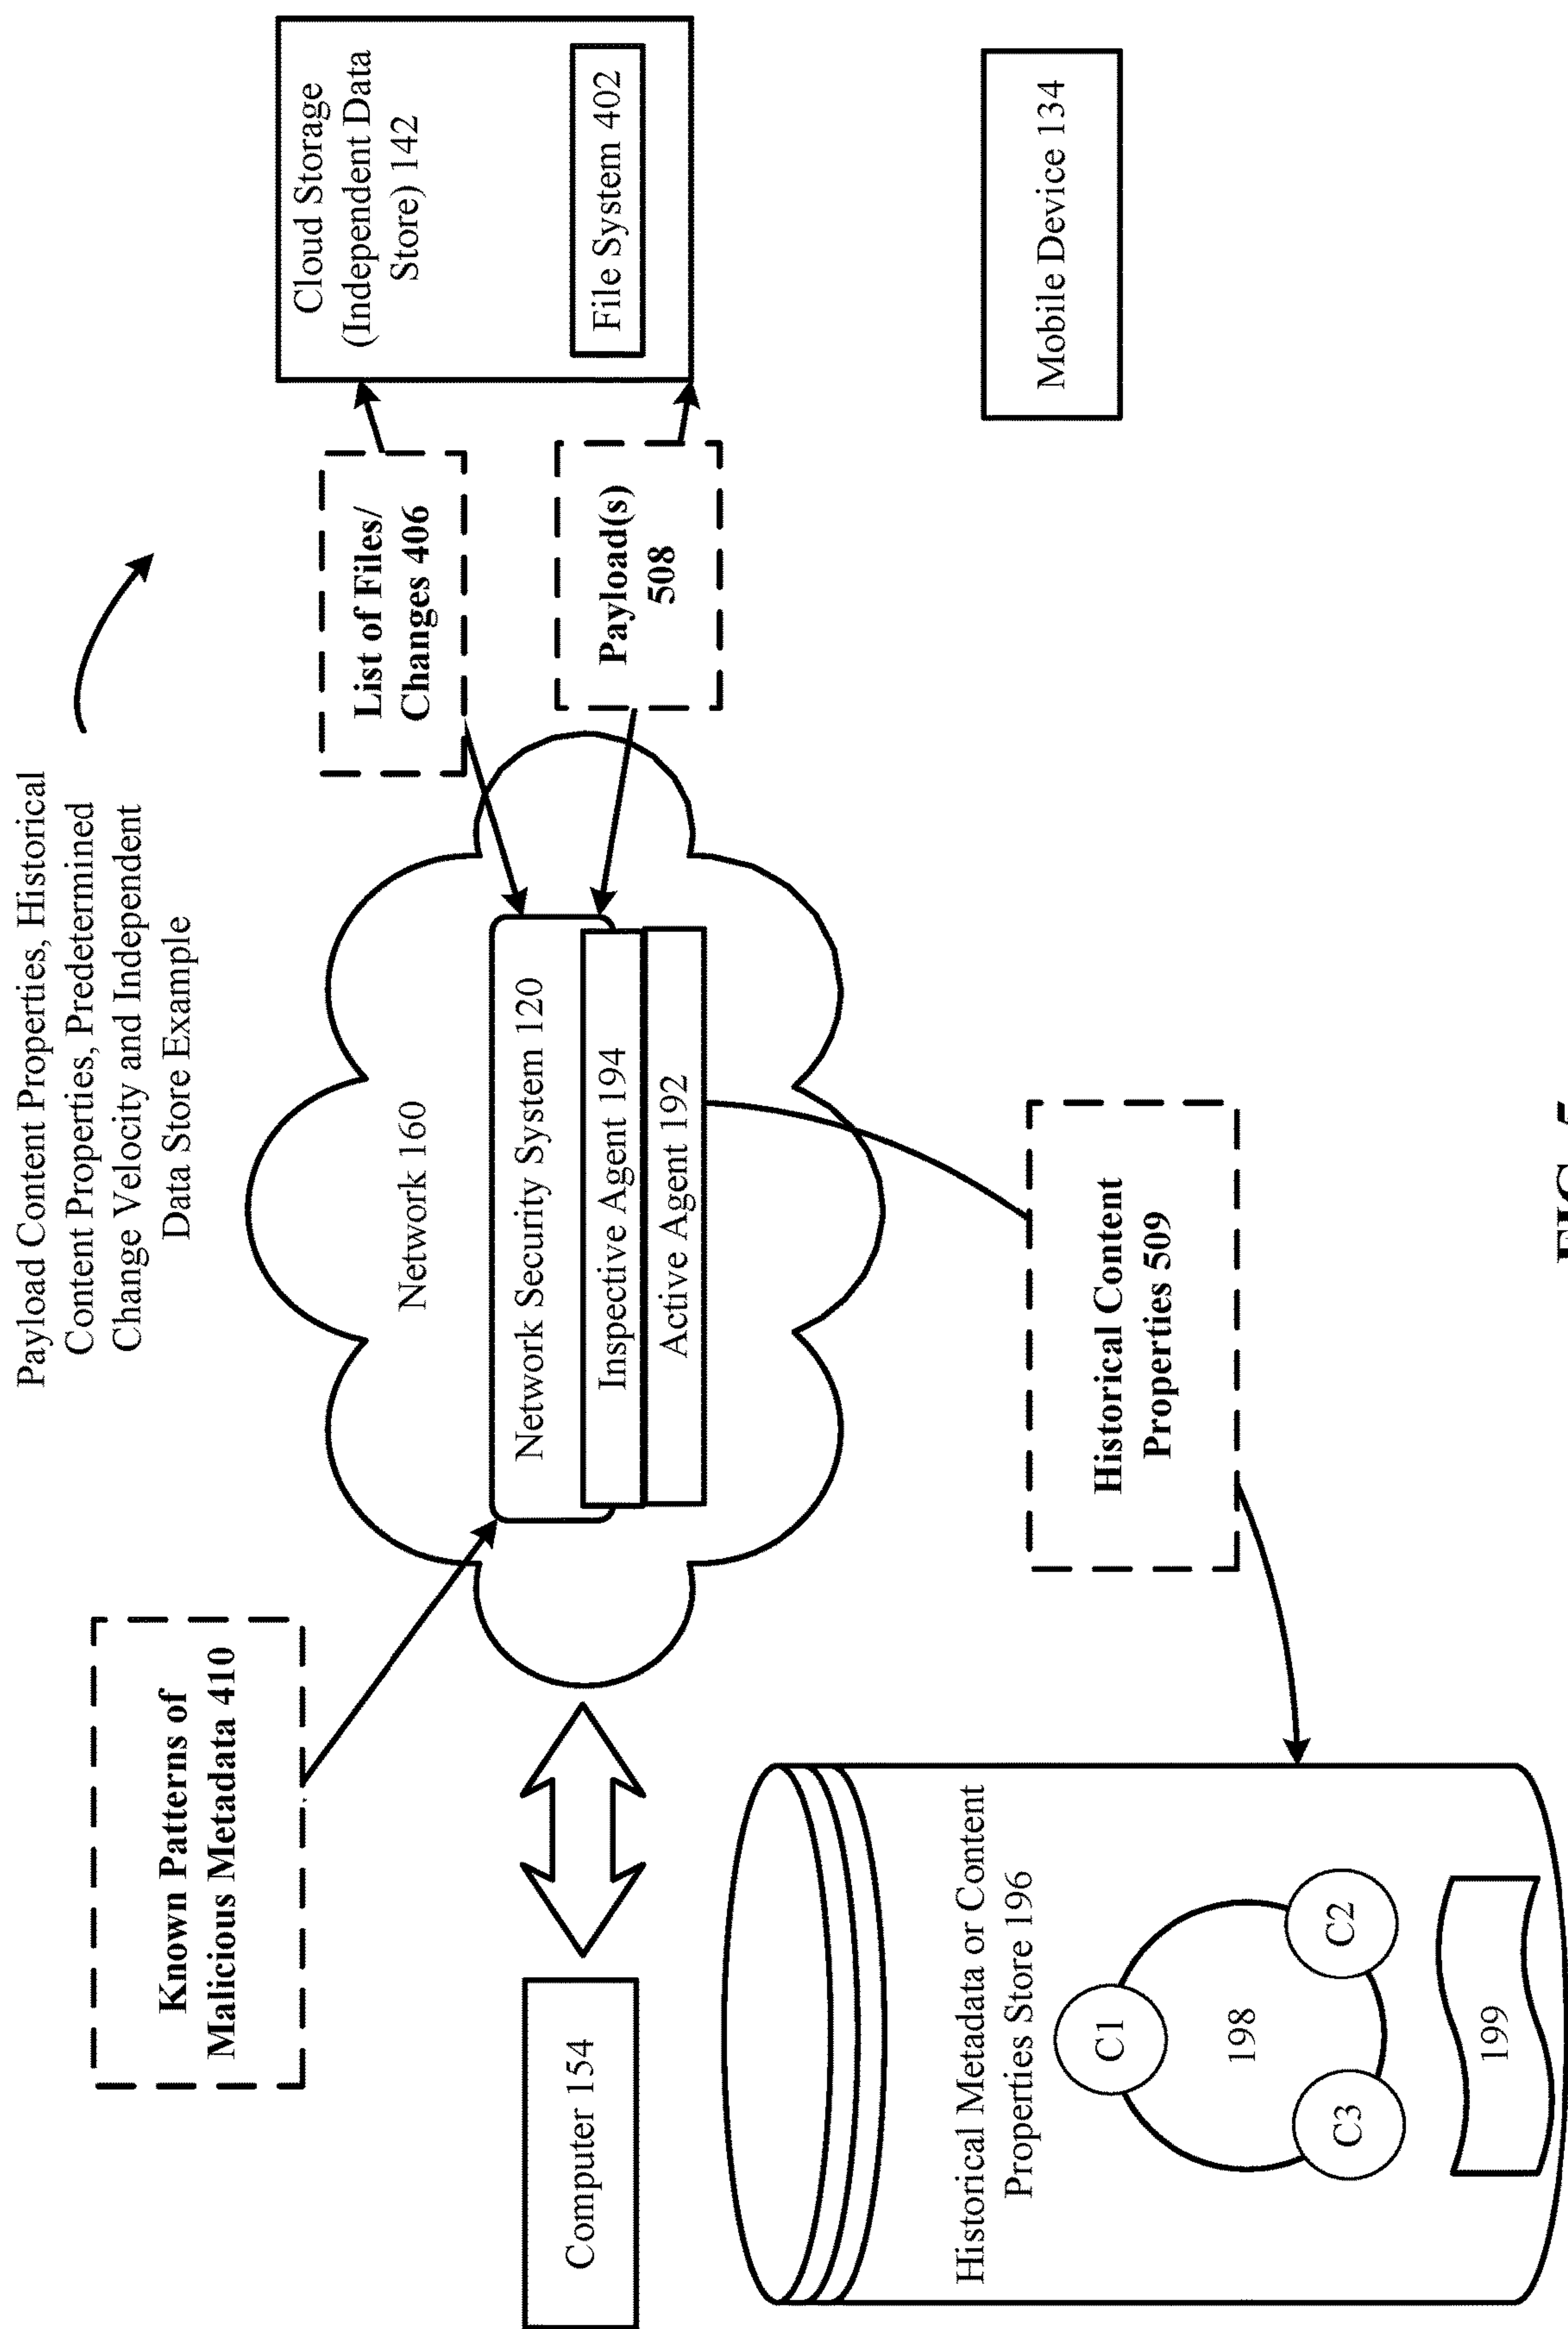 Payload Content Properties, Historical
Content Properties, Predetermined
Change Velocity and Independent
Data Store Example
Known Patterns of
Malicious Metadata 410
List of Files/
Changes 406
Cloud Storage
(Independent Data
Store) 142
File System 402
Payload(s)
508
Network 160
Network Security System 120
Inspective Agent 194
Active Agent 192
Computer 154
Mobile Device 134
Historical Content
Properties 509
Historical Metadata or Content
Properties Store 196
C1
198
C2
C3
199